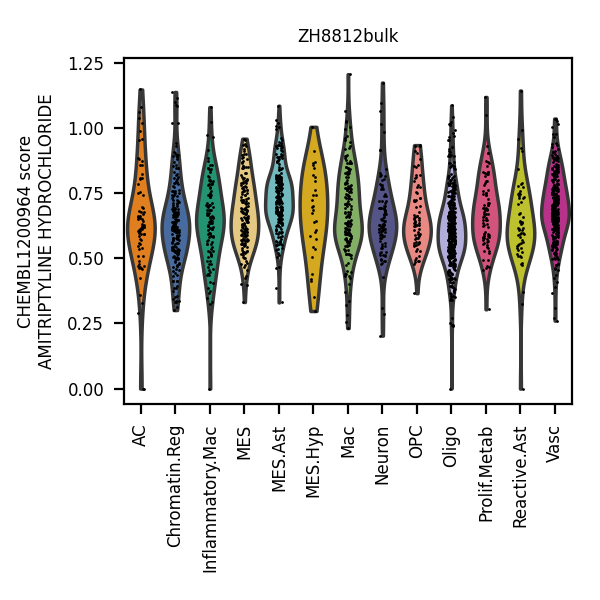 ZH8812bulk
CHEMBL1200964 score
AMITRIPTYLINE HYDROCHLORIDE
1.25
1.00
0.75
0.50
0.25
0.00
AC
Chromatin.Reg
Inflammatory.Mac
MES
MES.Ast
MES.Hyp
Mac
Neuron
OPC
Oligo
Prolif.Metab
Reactive.Ast
Vasc